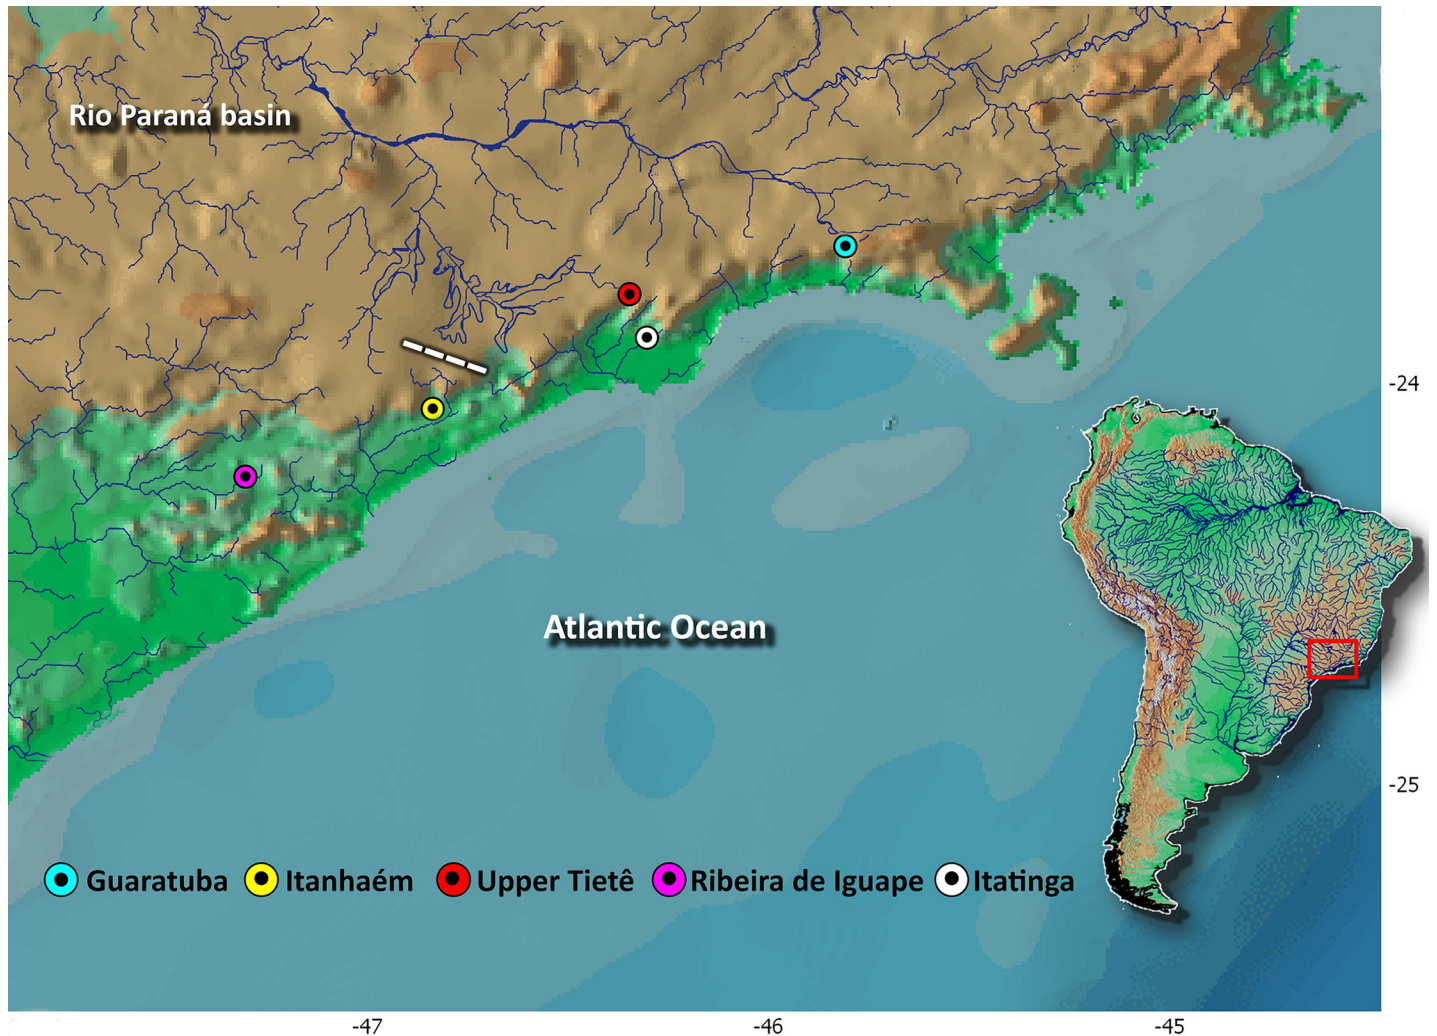 Rio Paraná basin
-24
Atlantic Ocean
-25
Guaratuba Itanhaém Upper Tietê Ribeira de Iguape Itatinga
-47 -46 -45